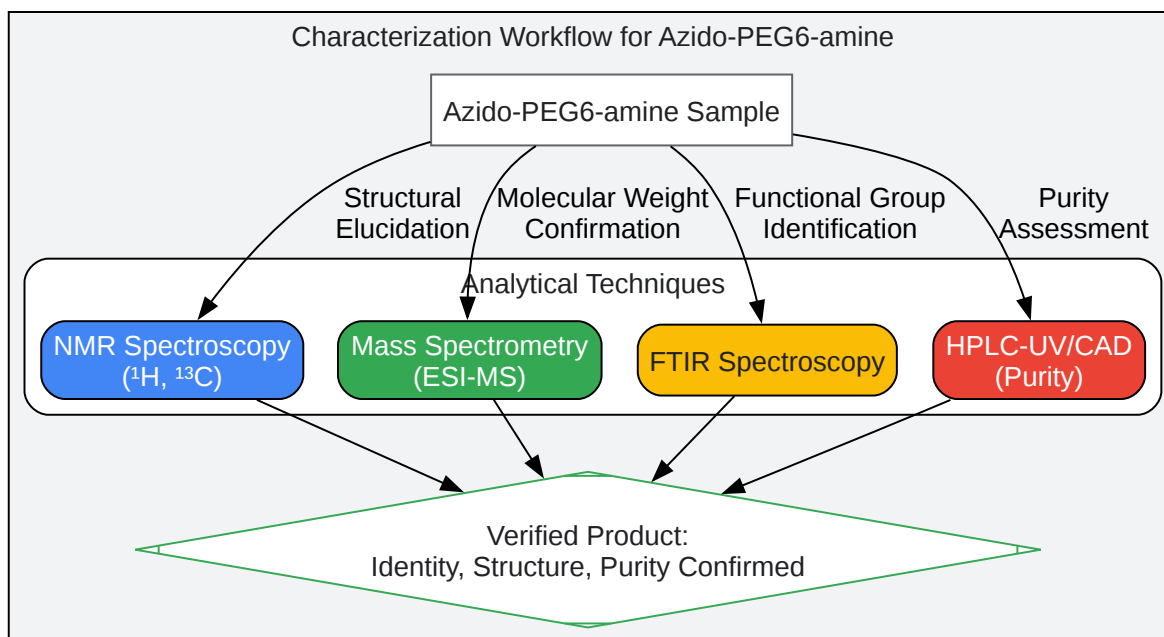 Characterization Workflow for Azido-PEG6-amine
Azido-PEG6-amine Sample
Structural
Elucidation
Molecular Weight
Confirmation
Functional Group
Identification
Purity
Assessment
Analytical Techniques
NMR Spectroscopy
(¹H, ¹³C)
Mass Spectrometry
(ESI-MS)
FTIR Spectroscopy
HPLC-UV/CAD
(Purity)
Verified Product:
Identity, Structure, Purity Confirmed